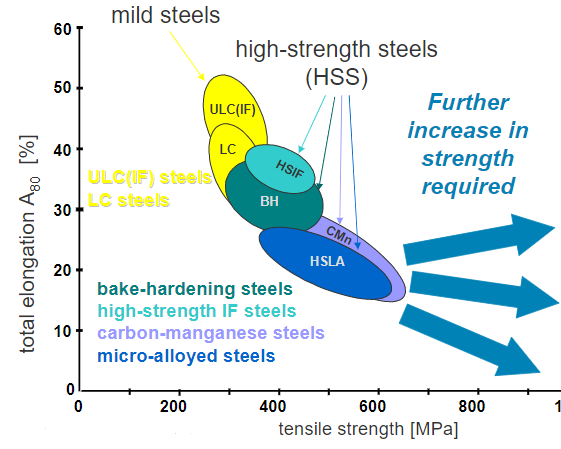 mild steels
high-strength steels
(HSS)
Further
increase in
strength
required
total elongation A80 [%]
60
50
40
30
20
10
0
ULC(IF)
LC
HSIF
BH
CMn
HSLA
ULC(IF) steels
LC steels
bake-hardening steels
high-strength IF steels
carbon-manganese steels
micro-alloyed steels
0 200 400 600 800 1
tensile strength [MPa]